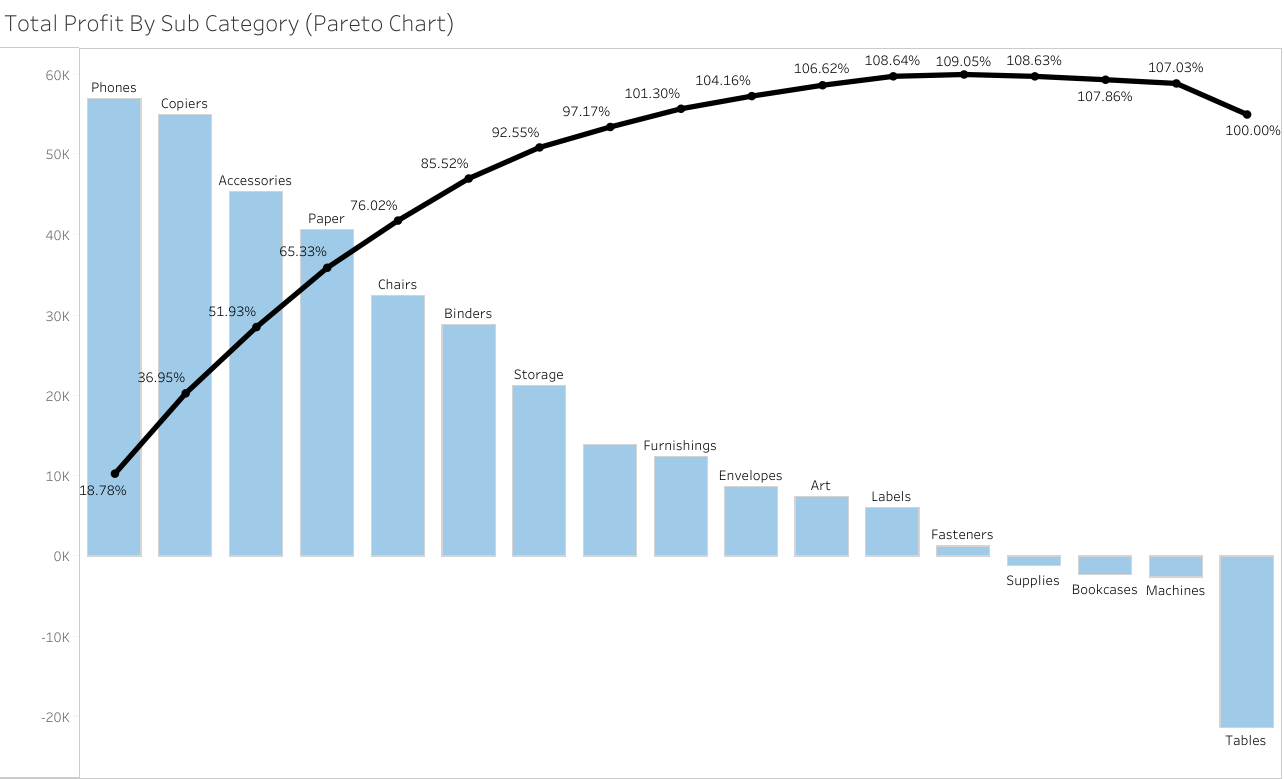 Total Profit By Sub Category (Pareto Chart)
60K
50K
40K
30K
20K
10K
0K
-10K
-20K
Phones
Copiers
Accessories
Paper
Chairs
Binders
Storage
Furnishings
Envelopes
Art
Labels
Fasteners
Supplies
Bookcases
Machines
Tables
18.78%
36.95%
51.93%
65.33%
76.02%
85.52%
92.55%
97.17%
101.30%
104.16%
106.62%
108.64%
109.05%
108.63%
107.86%
107.03%
100.00%